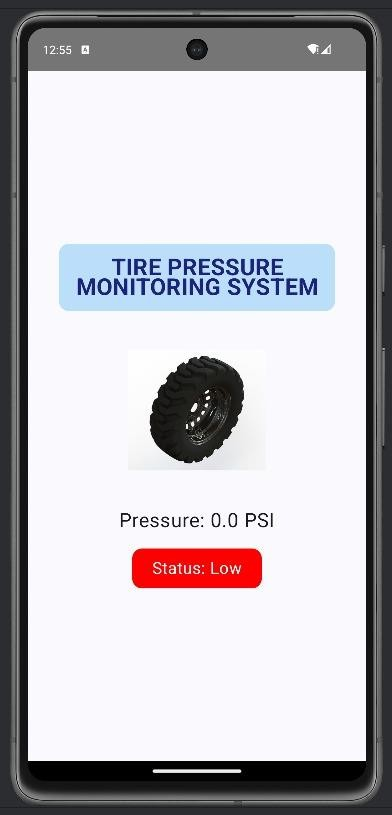 12:55 A
TIRE PRESSURE
MONITORING SYSTEM
Pressure: 0.0 PSI
Status: Low